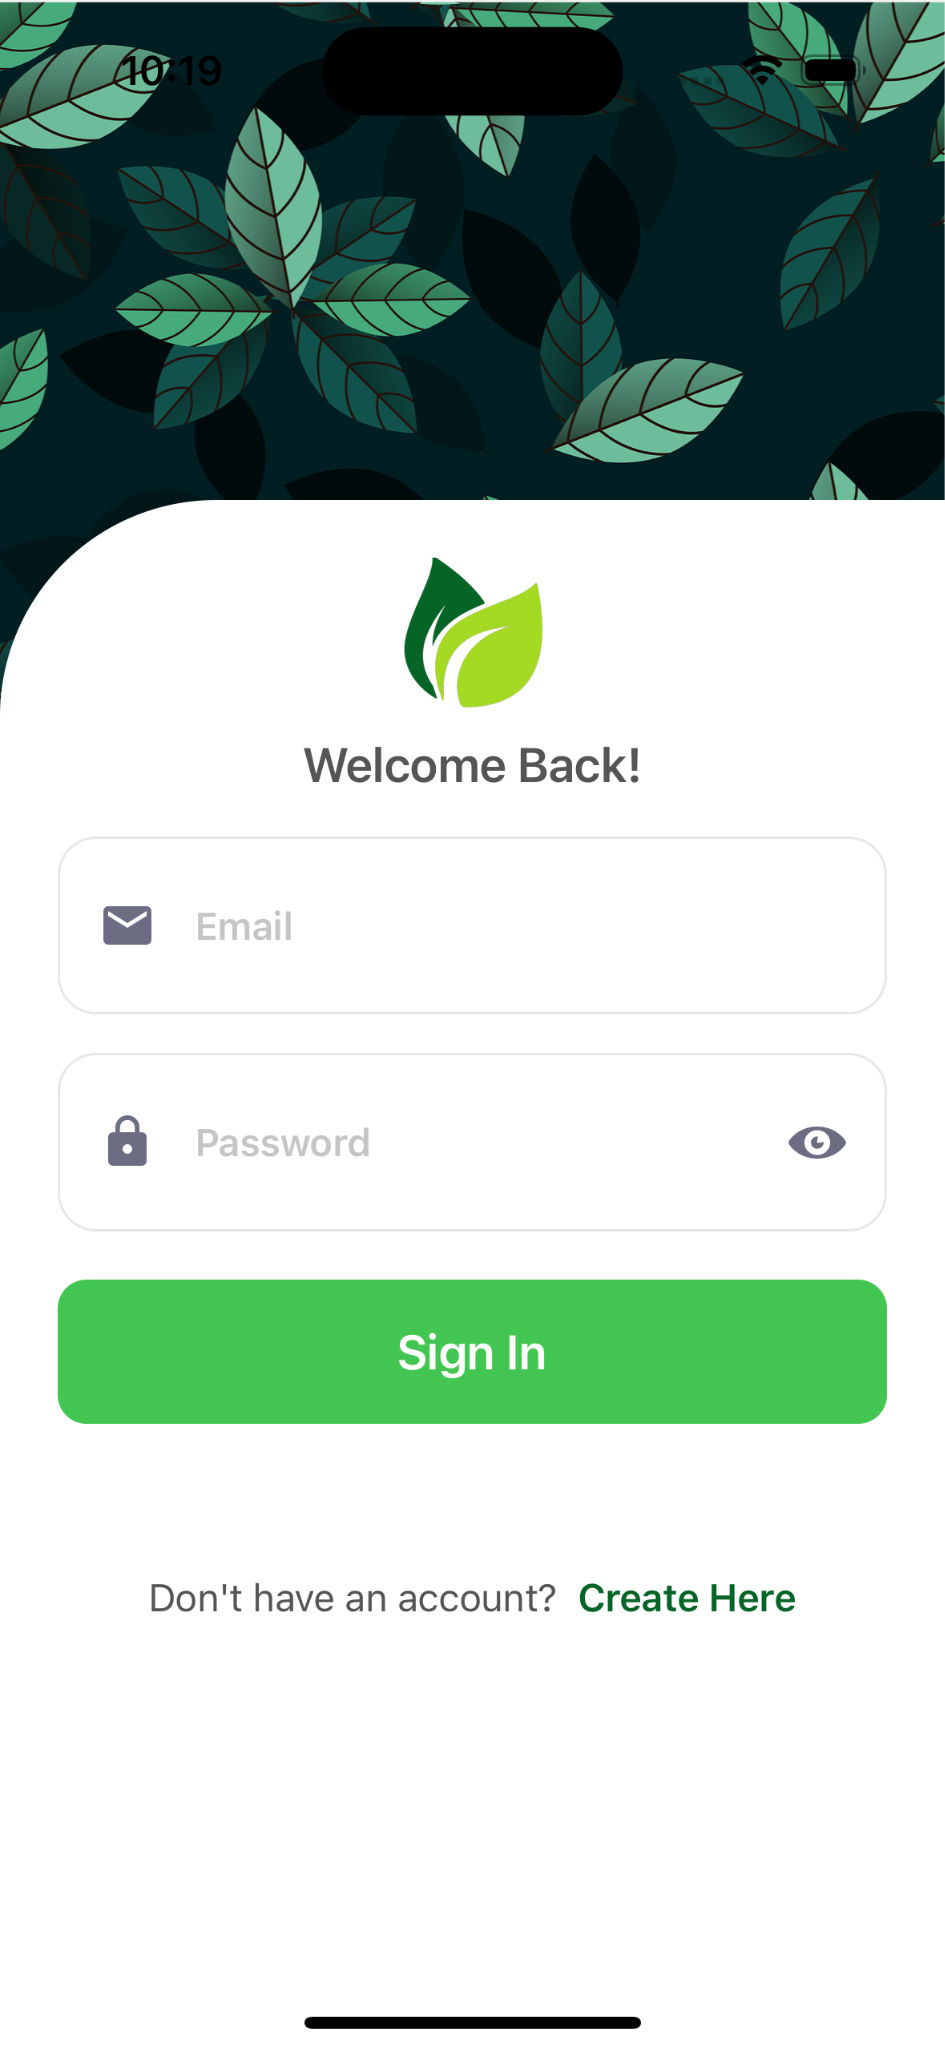 10:19
Welcome Back!
Email
Password
Sign In
Don't have an account? Create Here